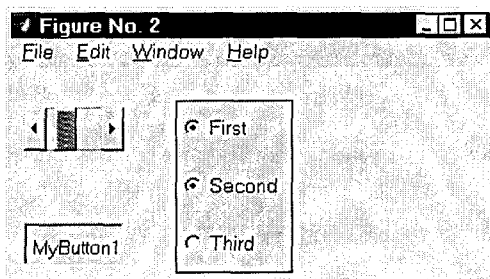 Figure No. 2
File Edit Window Help
First
Second
MyButton1
Third